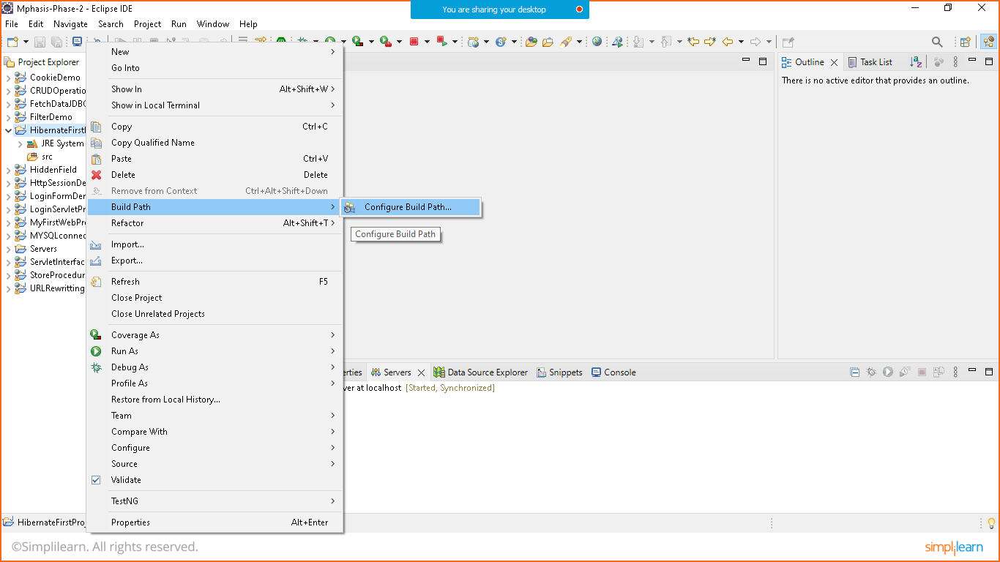 Mphasis-Phase-2 - Eclipse IDE
You are sharing your desktop
File Edit Navigate Search Project Run Window Help
Project Explorer
CookieDemo
CRUDOperatio
FetchDataJDBC
FilterDemo
HibernateFirstP
JRE System
src
HiddenField
HttpSessionDe
LoginFormDem
LoginServletPr
MyFirstWebPro
MYSQLconnec
Servers
ServletInterfac
StoreProcedur
URLRewritting
New
Go Into
Show In Alt+Shift+W
Show in Local Terminal
Copy Ctrl+C
Copy Qualified Name
Paste Ctrl+V
Delete Delete
Remove from Context Ctrl+Alt+Shift+Down
Build Path
Refactor Alt+Shift+T
Import...
Export...
Refresh F5
Close Project
Close Unrelated Projects
Coverage As
Run As
Debug As
Profile As
Restore from Local History...
Team
Compare With
Configure
Source
Validate
TestNG
Properties Alt+Enter
Configure Build Path...
Configure Build Path
Outline Task List
There is no active editor that provides an outline.
erties Servers Data Source Explorer Snippets Console
ver at localhost [Started, Synchronized]
HibernateFirstProj
©Simplilearn. All rights reserved.
simplilearn